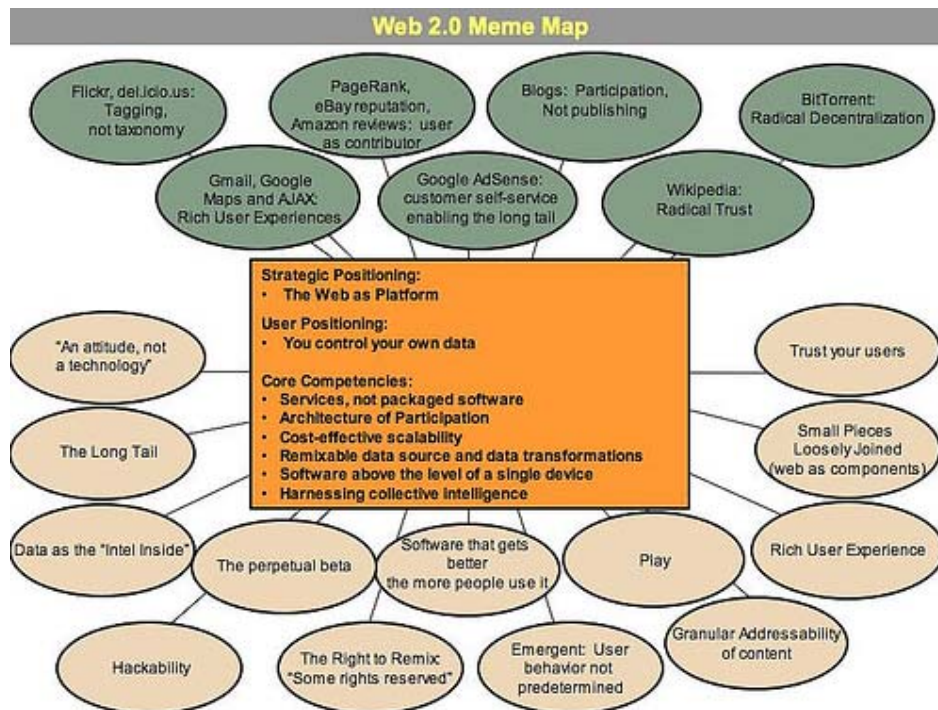 Web 2.0 Meme Map
Flickr, del.icio.us:
Tagging,
not taxonomy
PageRank,
eBay reputation,
Amazon reviews: user
as contributor
Blogs: Participation,
Not publishing
BitTorrent:
Radical Decentralization
Gmail, Google
Maps and AJAX:
Rich User Experiences
Google AdSense:
customer self-service
enabling the long tail
Wikipedia:
Radical Trust
Strategic Positioning:
• The Web as Platform
User Positioning:
• You control your own data
Core Competencies:
• Services, not packaged software
• Architecture of Participation
• Cost-effective scalability
• Remixable data source and data transformations
• Software above the level of a single device
• Harnessing collective intelligence
"An attitude, not
a technology"
Trust your users
The Long Tail
Small Pieces
Loosely Joined
(web as components)
Data as the "Intel Inside"
The perpetual beta
Software that gets
better
the more people use it
Play
Rich User Experience
Hackability
The Right to Remix:
"Some rights reserved"
Emergent: User
behavior not
predetermined
Granular Addressability
of content